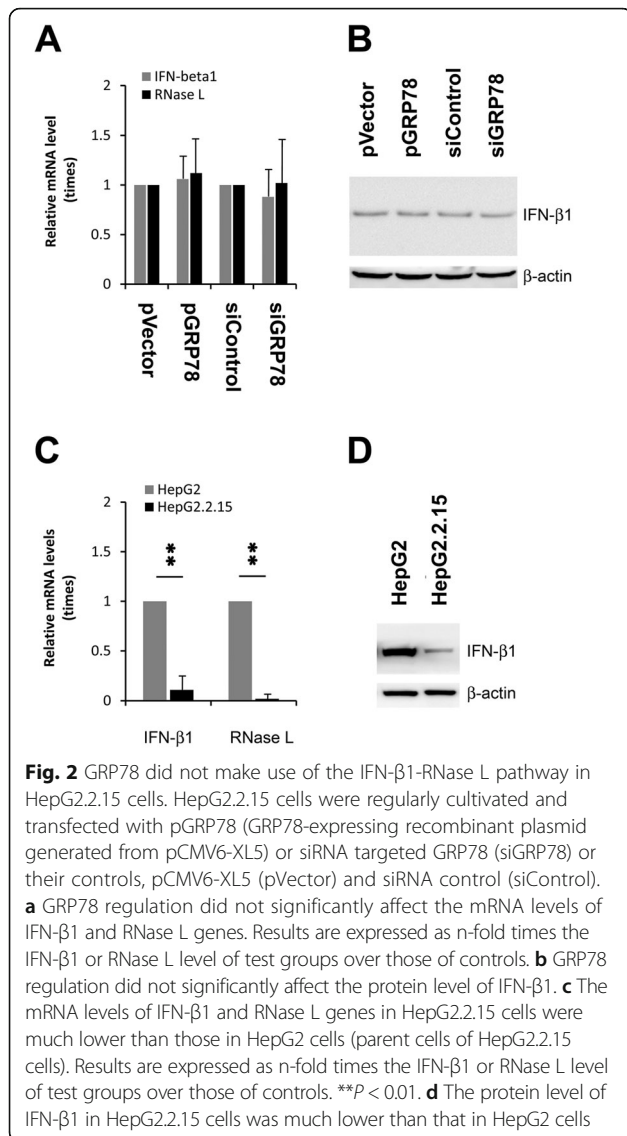 A
IFN-beta1
RNase L
Relative mRNA level
(times)
2
1.5
1
0.5
0
pVector
pGRP78
siControl
siGRP78
B
pVector
pGRP78
siControl
siGRP78
IFN-β1
β-actin
C
HepG2
HepG2.2.15
Relative mRNA levels
(times)
2
1.5
1
0.5
0
**
**
IFN-β1
RNase L
D
HepG2
HepG2.2.15
IFN-β1
β-actin
Fig. 2 GRP78 did not make use of the IFN-β1-RNase L pathway in
HepG2.2.15 cells. HepG2.2.15 cells were regularly cultivated and
transfected with pGRP78 (GRP78-expressing recombinant plasmid
generated from pCMV6-XL5) or siRNA targeted GRP78 (siGRP78) or
their controls, pCMV6-XL5 (pVector) and siRNA control (siControl).
a GRP78 regulation did not significantly affect the mRNA levels of
IFN-β1 and RNase L genes. Results are expressed as n-fold times the
IFN-β1 or RNase L level of test groups over those of controls. b GRP78
regulation did not significantly affect the protein level of IFN-β1. c The
mRNA levels of IFN-β1 and RNase L genes in HepG2.2.15 cells were
much lower than those in HepG2 cells (parent cells of HepG2.2.15
cells). Results are expressed as n-fold times the IFN-β1 or RNase L level
of test groups over those of controls. **P < 0.01. d The protein level of
IFN-β1 in HepG2.2.15 cells was much lower than that in HepG2 cells